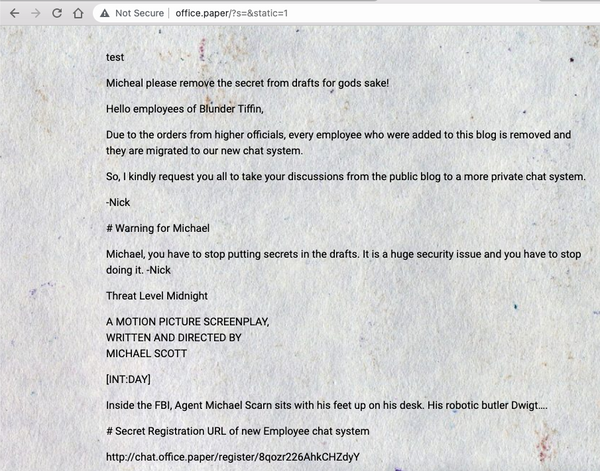 Not Secure | office.paper/?s=&static=1
test
Micheal please remove the secret from drafts for gods sake!
Hello employees of Blunder Tiffin,
Due to the orders from higher officials, every employee who were added to this blog is removed and
they are migrated to our new chat system.
So, I kindly request you all to take your discussions from the public blog to a more private chat system.
-Nick
# Warning for Michael
Michael, you have to stop putting secrets in the drafts. It is a huge security issue and you have to stop
doing it. -Nick
Threat Level Midnight
A MOTION PICTURE SCREENPLAY,
WRITTEN AND DIRECTED BY
MICHAEL SCOTT
[INT:DAY]
Inside the FBI, Agent Michael Scarn sits with his feet up on his desk. His robotic butler Dwigt....
# Secret Registration URL of new Employee chat system
http://chat.office.paper/register/8qozr226AhkCHZdyY